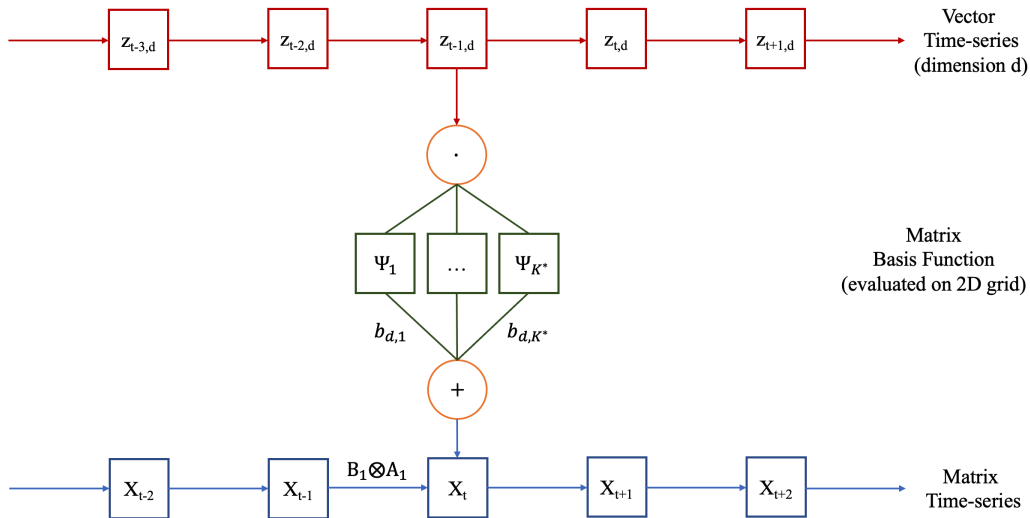 z_{t-3,d} z_{t-2,d} z_{t-1,d} z_{t,d} z_{t+1,d}
Vector
Time-series
(dimension d)
·
Ψ_1 … Ψ_{K*}
Matrix
Basis Function
(evaluated on 2D grid)
b_{d,1} b_{d,K*}
+
B_1⊗A_1
X_{t-2} X_{t-1} X_t X_{t+1} X_{t+2}
Matrix
Time-series